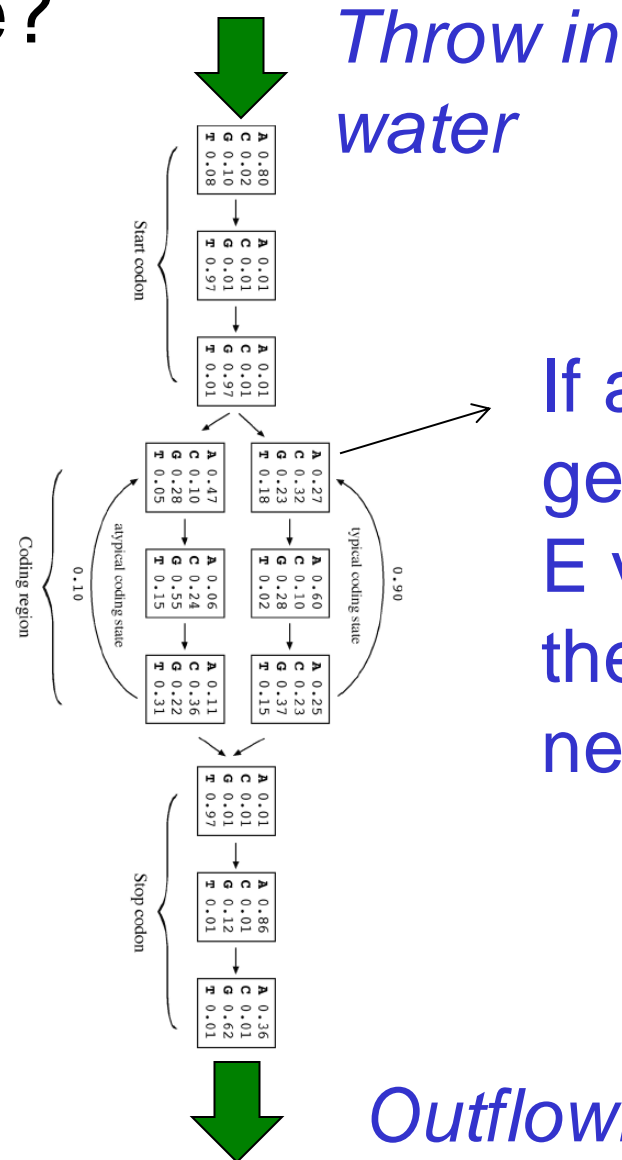 e?
Throw in
water
A 0.80
C 0.02
G 0.10
T 0.08
A 0.01
C 0.01
G 0.01
T 0.97
A 0.01
C 0.01
G 0.97
T 0.01
Start codon
0.90
typical coding state
A 0.27
C 0.32
G 0.23
T 0.18
A 0.60
C 0.10
G 0.28
T 0.02
A 0.25
C 0.23
G 0.37
T 0.15
A 0.47
C 0.10
G 0.28
T 0.05
A 0.06
C 0.24
G 0.55
T 0.15
A 0.11
C 0.36
G 0.22
T 0.31
atypical coding state
0.10
Coding region
If a
ge
E v
the
ne
A 0.01
C 0.01
G 0.01
T 0.97
A 0.86
C 0.01
G 0.12
T 0.01
A 0.36
C 0.01
G 0.62
T 0.01
Stop codon
Outflow